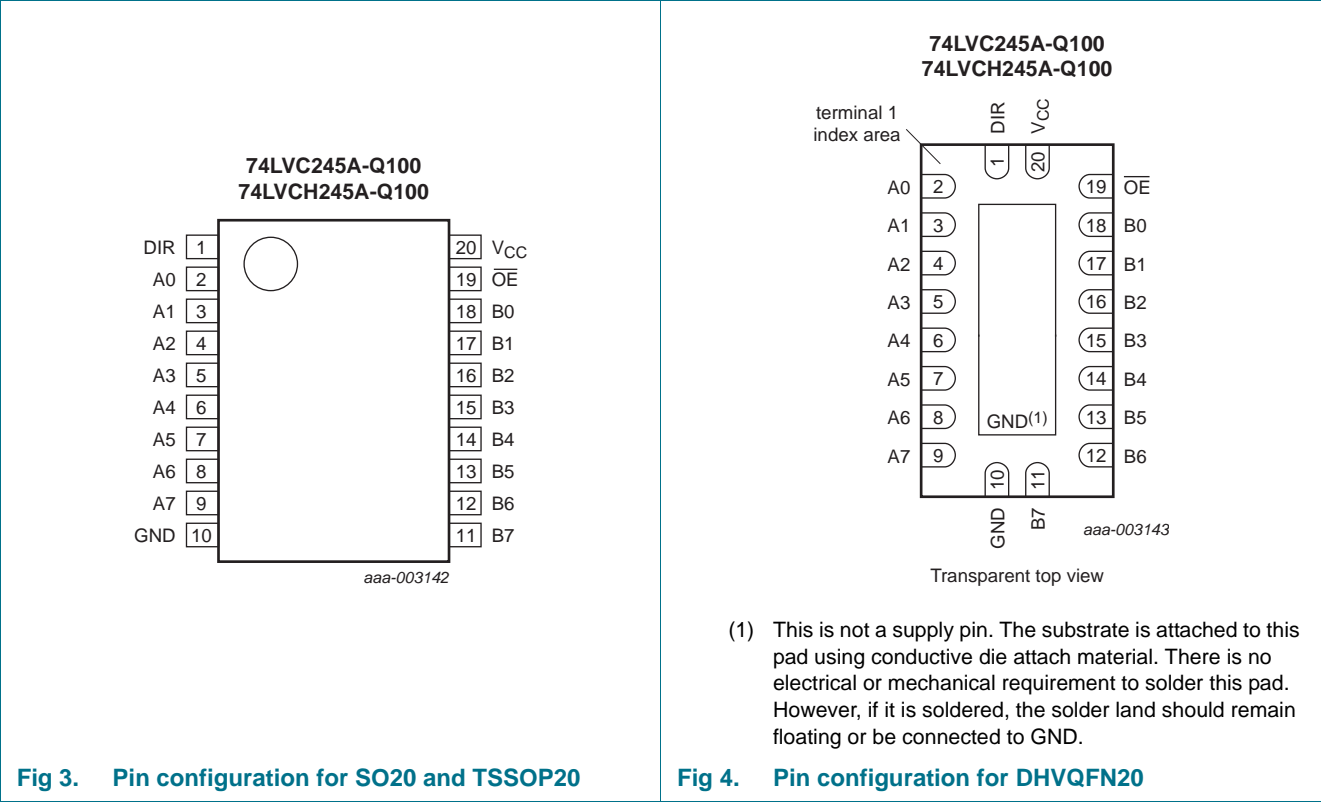 74LVC245A-Q100
74LVCH245A-Q100
DIR 1
A0 2
A1 3
A2 4
A3 5
A4 6
A5 7
A6 8
A7 9
GND 10
20 VCC
19 OE
18 B0
17 B1
16 B2
15 B3
14 B4
13 B5
12 B6
11 B7
aaa-003142
Fig 3. Pin configuration for SO20 and TSSOP20
74LVC245A-Q100
74LVCH245A-Q100
terminal 1
index area
DIR
VCC
1
20
A0 2
A1 3
A2 4
A3 5
A4 6
A5 7
A6 8
A7 9
19 OE
18 B0
17 B1
16 B2
15 B3
14 B4
13 B5
12 B6
GND(1)
10
11
GND
B7
aaa-003143
Transparent top view
(1) This is not a supply pin. The substrate is attached to this
pad using conductive die attach material. There is no
electrical or mechanical requirement to solder this pad.
However, if it is soldered, the solder land should remain
floating or be connected to GND.
Fig 4. Pin configuration for DHVQFN20